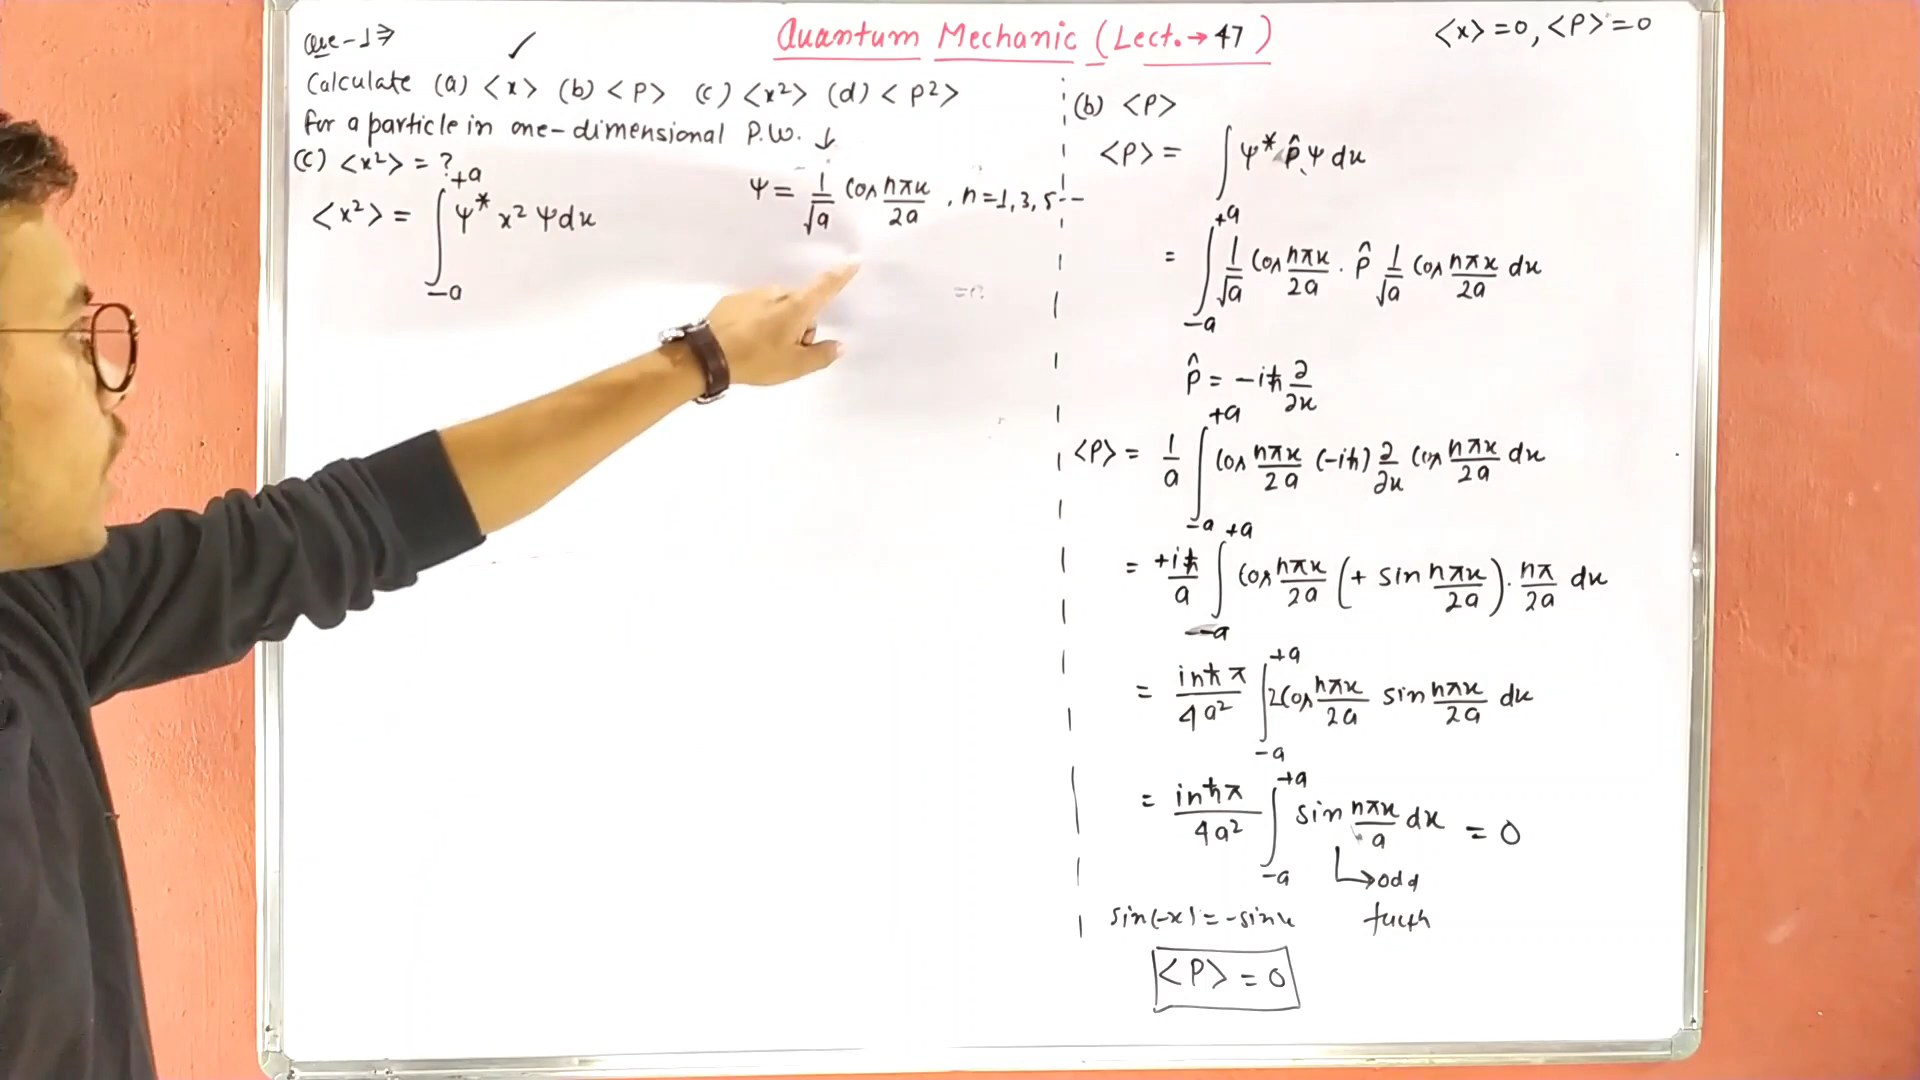 Que-1⇒ ✓
Quantum Mechanic (Lect.→47)
<x> =0, <P> =0
Calculate (a) <x> (b) <P> (c) <x²> (d) <P²>
for a particle in one-dimensional P.W. ↓
(c) <x²> = ?
<x²> = ∫_{-a}^{+a} ψ* x² ψ dx
ψ = 1/√a cos nπx/2a , n=1,3,5--
=0
(b) <P>
<P> = ∫ ψ* p̂ ψ dx
= ∫_{-a}^{+a} 1/√a cos nπx/2a . p̂ 1/√a cos nπx/2a dx
p̂ = -iħ ∂/∂x
<P> = 1/a ∫_{-a}^{+a} cos nπx/2a (-iħ) ∂/∂x cos nπx/2a dx
= +iħ/a ∫_{-a}^{+a} cos nπx/2a (+ sin nπx/2a) . nπ/2a dx
= inħπ/4a² ∫_{-a}^{+a} 2cos nπx/2a sin nπx/2a dx
= inħπ/4a² ∫_{-a}^{+a} sin nπx/a dx = 0
↳ odd
sin(-x) = -sinx
<P> = 0